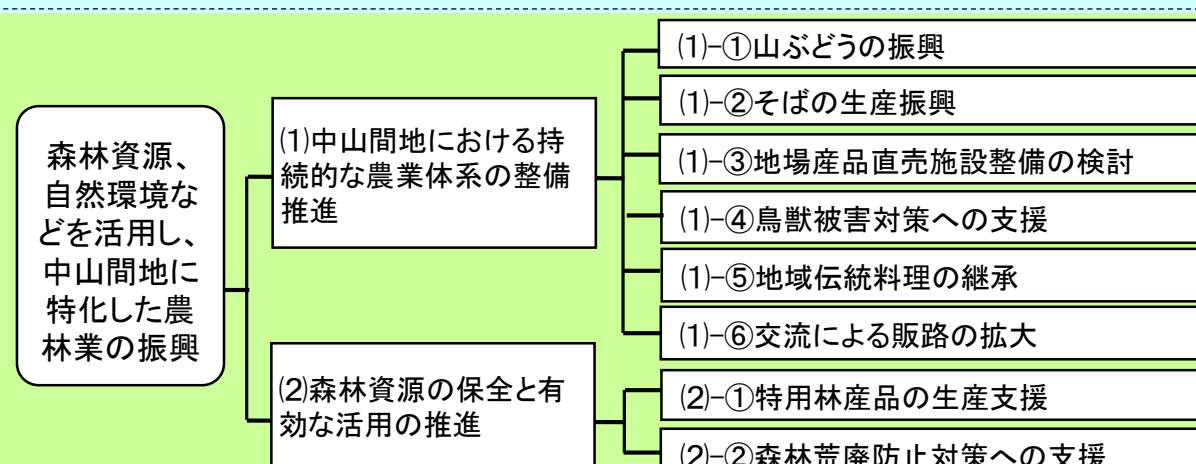 森林資源、
自然環境な
どを活用し、
中山間地に
特化した農
林業の振興
⑴中山間地における持
続的な農業体系の整備
推進
⑴-①山ぶどうの振興
⑴-②そばの生産振興
⑴-③地場産品直売施設整備の検討
⑴-④鳥獣被害対策への支援
⑴-⑤地域伝統料理の継承
⑴-⑥交流による販路の拡大
⑵森林資源の保全と有
効な活用の推進
⑵-①特用林産品の生産支援
⑵-②森林荒廃防止対策への支援